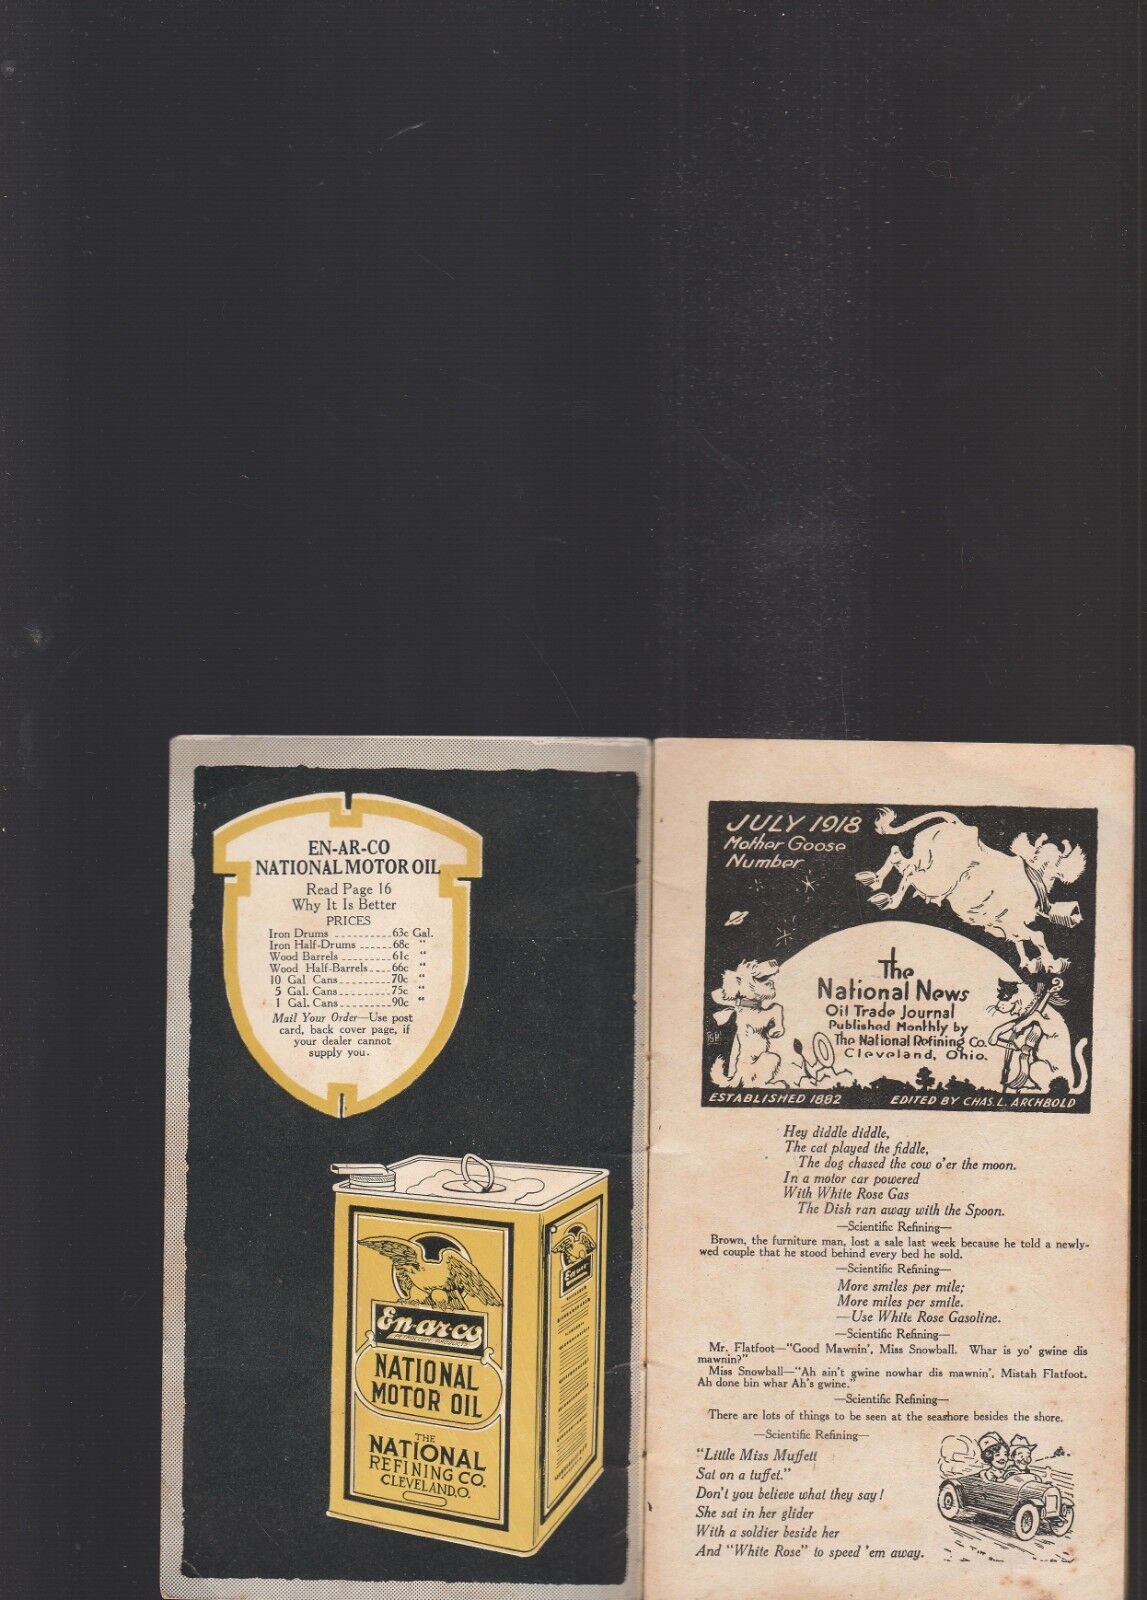 EN-AR-CO
NATIONAL MOTOR OIL
Read Page 16
Why It Is Better
PRICES
Iron Drums ---------- 63c Gal.
Iron Half-Drums ----- 68c "
Wood Barrels ------- 61c "
Wood Half-Barrels --- 66c "
10 Gal Cans -------- 70c "
5 Gal. Cans --------- 75c "
1 Gal. Cans --------- 90c "
Mail Your Order—Use post
card, back cover page, if
your dealer cannot
supply you.
En-ar-co
PETROLEUM PRODUCTS
NATIONAL
MOTOR OIL
THE
NATIONAL
REFINING CO.
CLEVELAND, O.
En-ar-co
JULY 1918
Mother Goose
Number
The
National News
Oil Trade Journal
Published Monthly by
The National Refining Co.
Cleveland, Ohio.
ESTABLISHED 1882 EDITED BY CHAS. L. ARCHBOLD
Hey diddle diddle,
The cat played the fiddle,
The dog chased the cow o'er the moon.
In a motor car powered
With White Rose Gas
The Dish ran away with the Spoon.
—Scientific Refining—
Brown, the furniture man, lost a sale last week because he told a newly-
wed couple that he stood behind every bed he sold.
—Scientific Refining—
More smiles per mile;
More miles per smile.
—Use White Rose Gasoline.
—Scientific Refining—
Mr. Flatfoot—"Good Mawnin', Miss Snowball. Whar is yo' gwine dis
mawnin?"
Miss Snowball—"Ah ain't gwine nowhar dis mawnin', Mistah Flatfoot.
Ah done bin whar Ah's gwine."
—Scientific Refining—
There are lots of things to be seen at the seashore besides the shore.
—Scientific Refining—
"Little Miss Muffett
Sat on a tuffet."
Don't you believe what they say!
She sat in her glider
With a soldier beside her
And "White Rose" to speed 'em away.